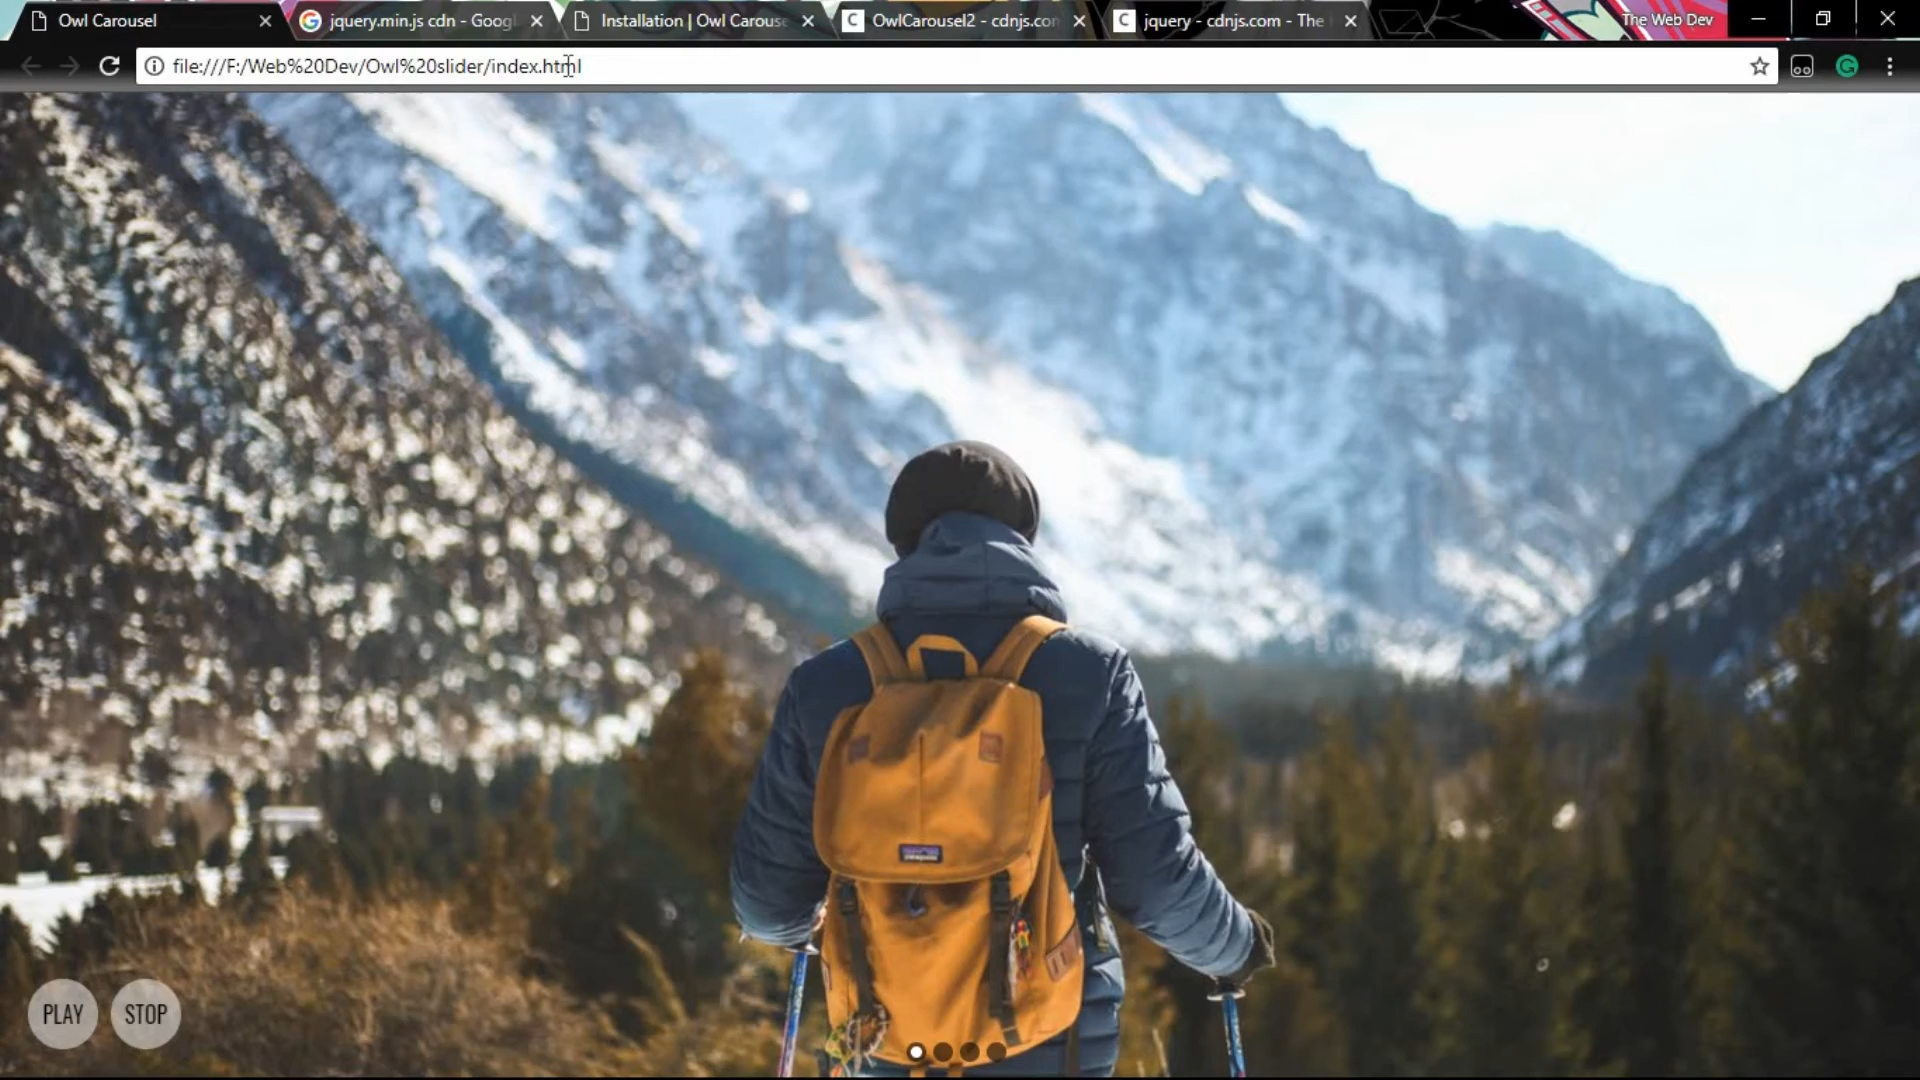 Owl Carousel
jquery.min.js cdn - Googl
Installation | Owl Carouse
C OwlCarousel2 - cdnjs.con
C jquery - cdnjs.com - The
The Web Dev
file:///F:/Web%20Dev/Owl%20slider/index.html
PLAY STOP